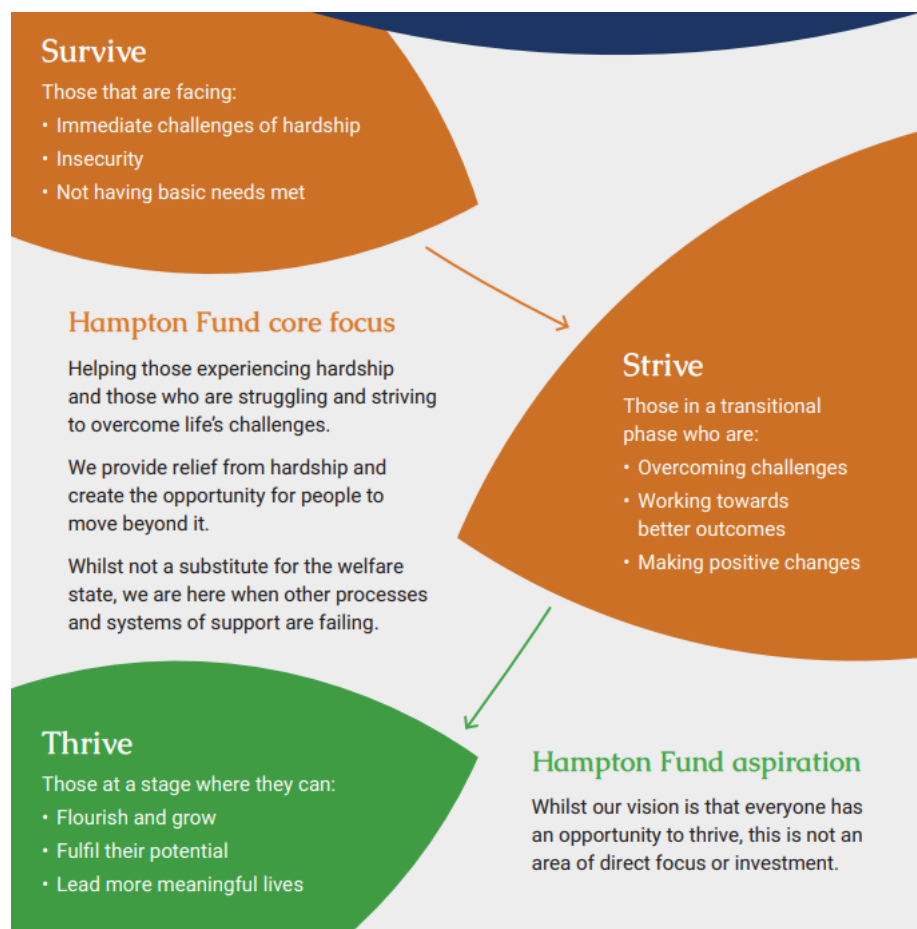 Survive
Those that are facing:
• Immediate challenges of hardship
• Insecurity
• Not having basic needs met
Hampton Fund core focus
Helping those experiencing hardship
and those who are struggling and striving
to overcome life's challenges.
We provide relief from hardship and
create the opportunity for people to
move beyond it.
Whilst not a substitute for the welfare
state, we are here when other processes
and systems of support are failing.
Strive
Those in a transitional
phase who are:
• Overcoming challenges
• Working towards
better outcomes
• Making positive changes
Thrive
Those at a stage where they can:
• Flourish and grow
• Fulfil their potential
• Lead more meaningful lives
Hampton Fund aspiration
Whilst our vision is that everyone has
an opportunity to thrive, this is not an
area of direct focus or investment.